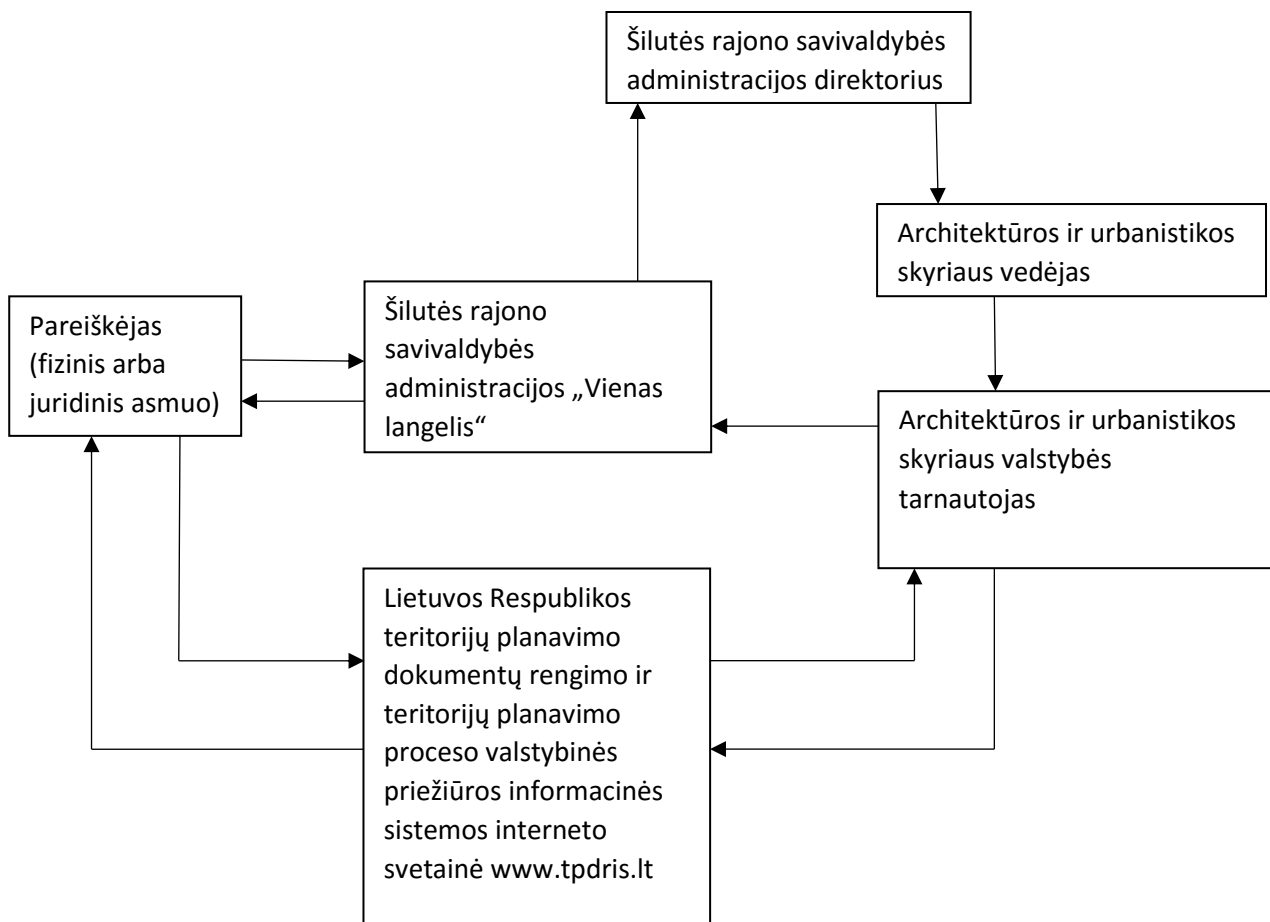 Šilutės rajono savivaldybės
administracijos direktorius
Architektūros ir urbanistikos
skyriaus vedėjas
Pareiškėjas
(fizinis arba
juridinis asmuo)
Šilutės rajono
savivaldybės
administracijos „Vienas
langelis“
Architektūros ir urbanistikos
skyriaus valstybės
tarnautojas
Lietuvos Respublikos
teritorijų planavimo
dokumentų rengimo ir
teritorijų planavimo
proceso valstybinės
priežiūros informacinės
sistemos interneto
svetainė www.tpdris.lt